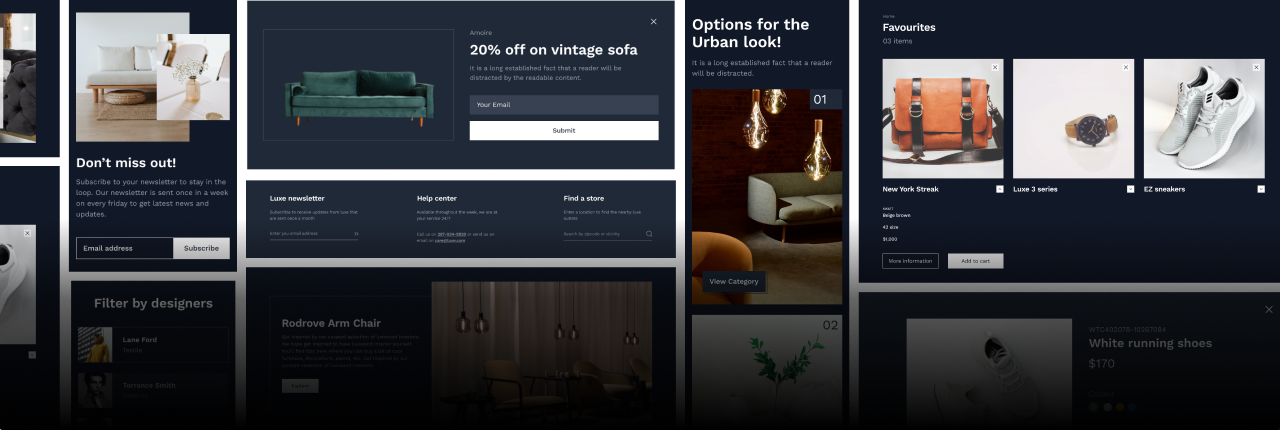 Don't miss out!
Subscribe to your newsletter to stay in the
loop. Our newsletter is sent once in a week
on every friday to get latest news and
updates.
Email address
Subscribe
Filter by designers
Lane Ford
Torrance Smith
Amoire
20% off on vintage sofa
It is a long established fact that a reader will be
distracted by the readable content.
Your Email
Submit
Luxe newsletter
Subscribe to receive updates from luxe that
are sent once a month
Enter you email address
Help center
Available throughout the week, we are at
your service 24/7
Call us on
or send us an
email on
Find a store
Enter a location to find the nearby luxe
outlets
Search by zipcode or vicinity
Rodrove Arm Chair
Explore
Options for the
Urban look!
It is a long established fact that a reader
will be distracted.
01
View Category
02
Home
Favourites
03 items
New York Streak
Luxe 3 series
EZ sneakers
Beige brown
42 size
$1,000
More information
Add to cart
White running shoes
$170
Colour